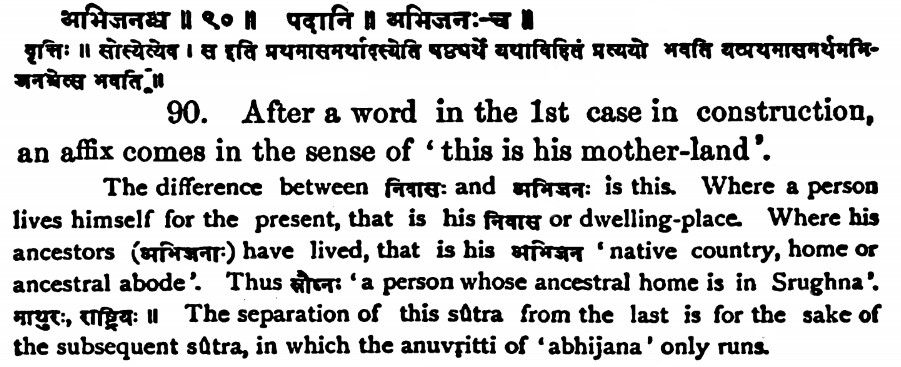 अभिजनश्च ॥ ९० ॥ पदानि ॥ अभिजनः-च ॥
वृत्तिः ॥ सोस्येत्येव । स इति प्रथमासमर्थादस्येति षष्ठ्यर्थे यथाविहितं प्रत्ययो भवति यत्प्रथमासमर्थमभि-
जनश्चेत्स भवति ॥
90. After a word in the 1st case in construction,
an affix comes in the sense of ‘this is his mother-land’.
The difference between निवासः and अभिजनः is this. Where a person
lives himself for the present, that is his निवास or dwelling-place. Where his
ancestors (अभिजनाः) have lived, that is his अभिजन ‘native country, home or
ancestral abode’. Thus स्रौघ्नः ‘a person whose ancestral home is in Srughna’.
माथुरः, राष्ट्रियः ॥ The separation of this sûtra from the last is for the sake of
the subsequent sûtra, in which the anuvṛitti of ‘abhijana’ only runs.